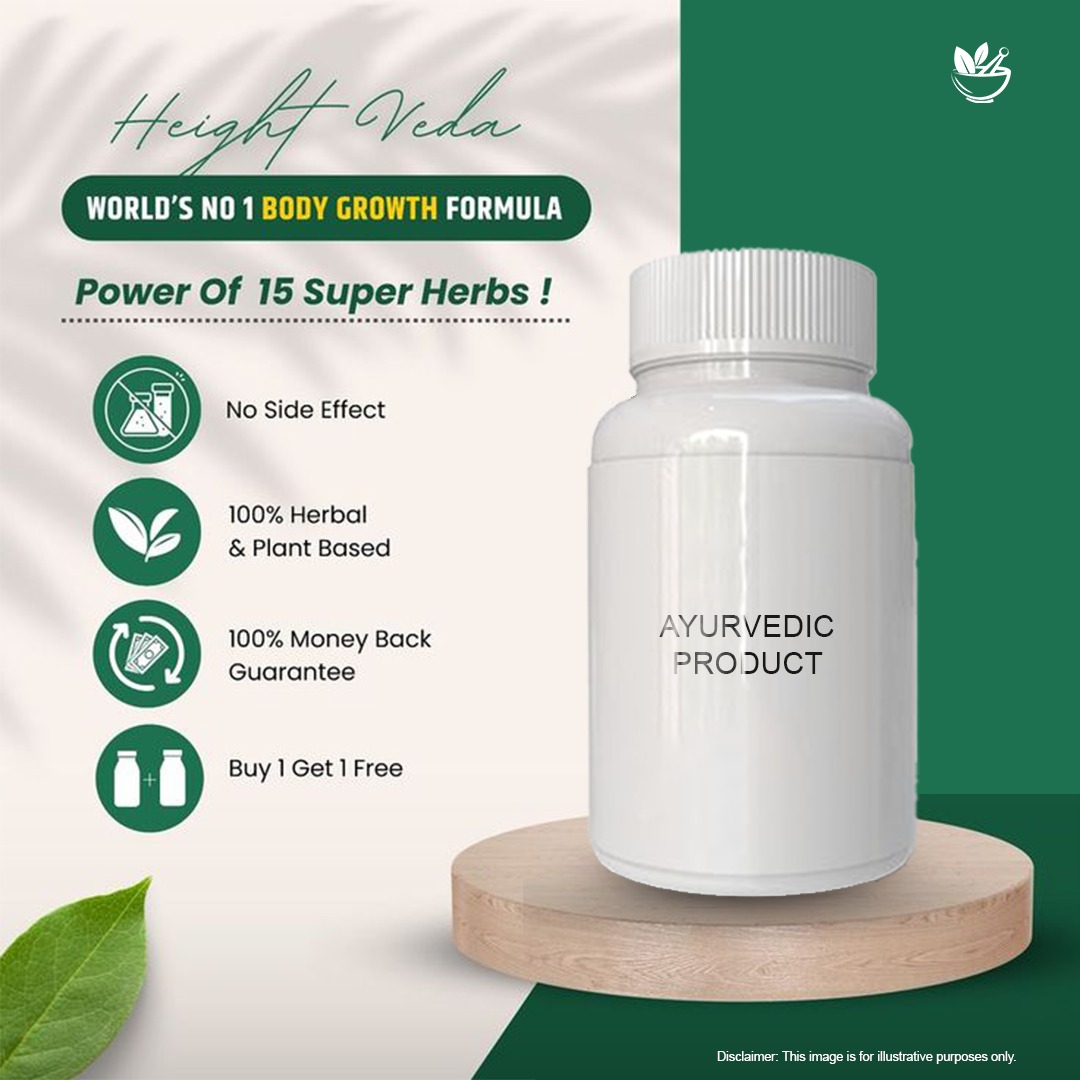 Height Veda
WORLD'S NO 1 BODY GROWTH FORMULA
Power Of 15 Super Herbs !
No Side Effect
100% Herbal
& Plant Based
100% Money Back
Guarantee
Buy 1 Get 1 Free
AYURVEDIC
PRODUCT
Disclaimer: This image is for illustrative purposes only.